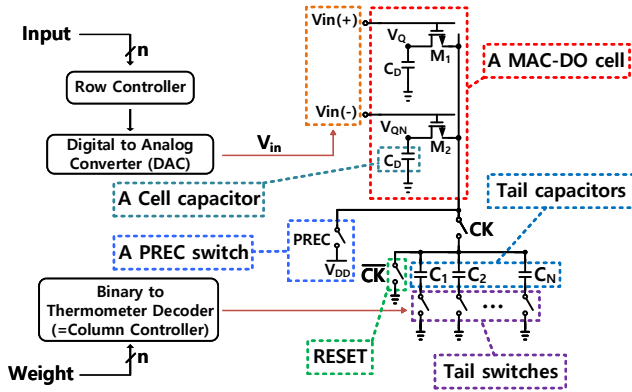 Input
n
Row Controller
Digital to Analog
Converter (DAC)
Vin
Vin(+)
VQ
M1
CD
A MAC-DO cell
Vin(-)
VQN
M2
CD
A Cell capacitor
Tail capacitors
CK
PREC
VDD
A PREC switch
CK
C1
C2
CN
Binary to
Thermometer Decoder
(=Column Controller)
...
RESET
Tail switches
Weight
n